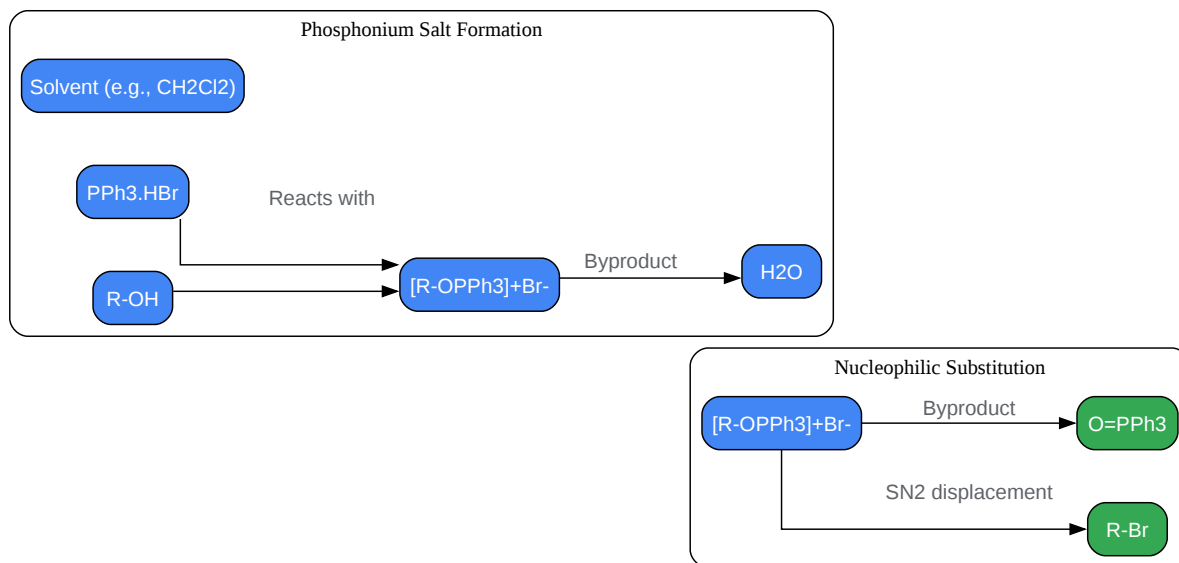 Phosphonium Salt Formation
Solvent (e.g., CH2Cl2)
PPh3.HBr
Reacts with
R-OH
[R-OPPh3]+Br-
Byproduct
H2O
Nucleophilic Substitution
[R-OPPh3]+Br-
Byproduct
O=PPh3
SN2 displacement
R-Br